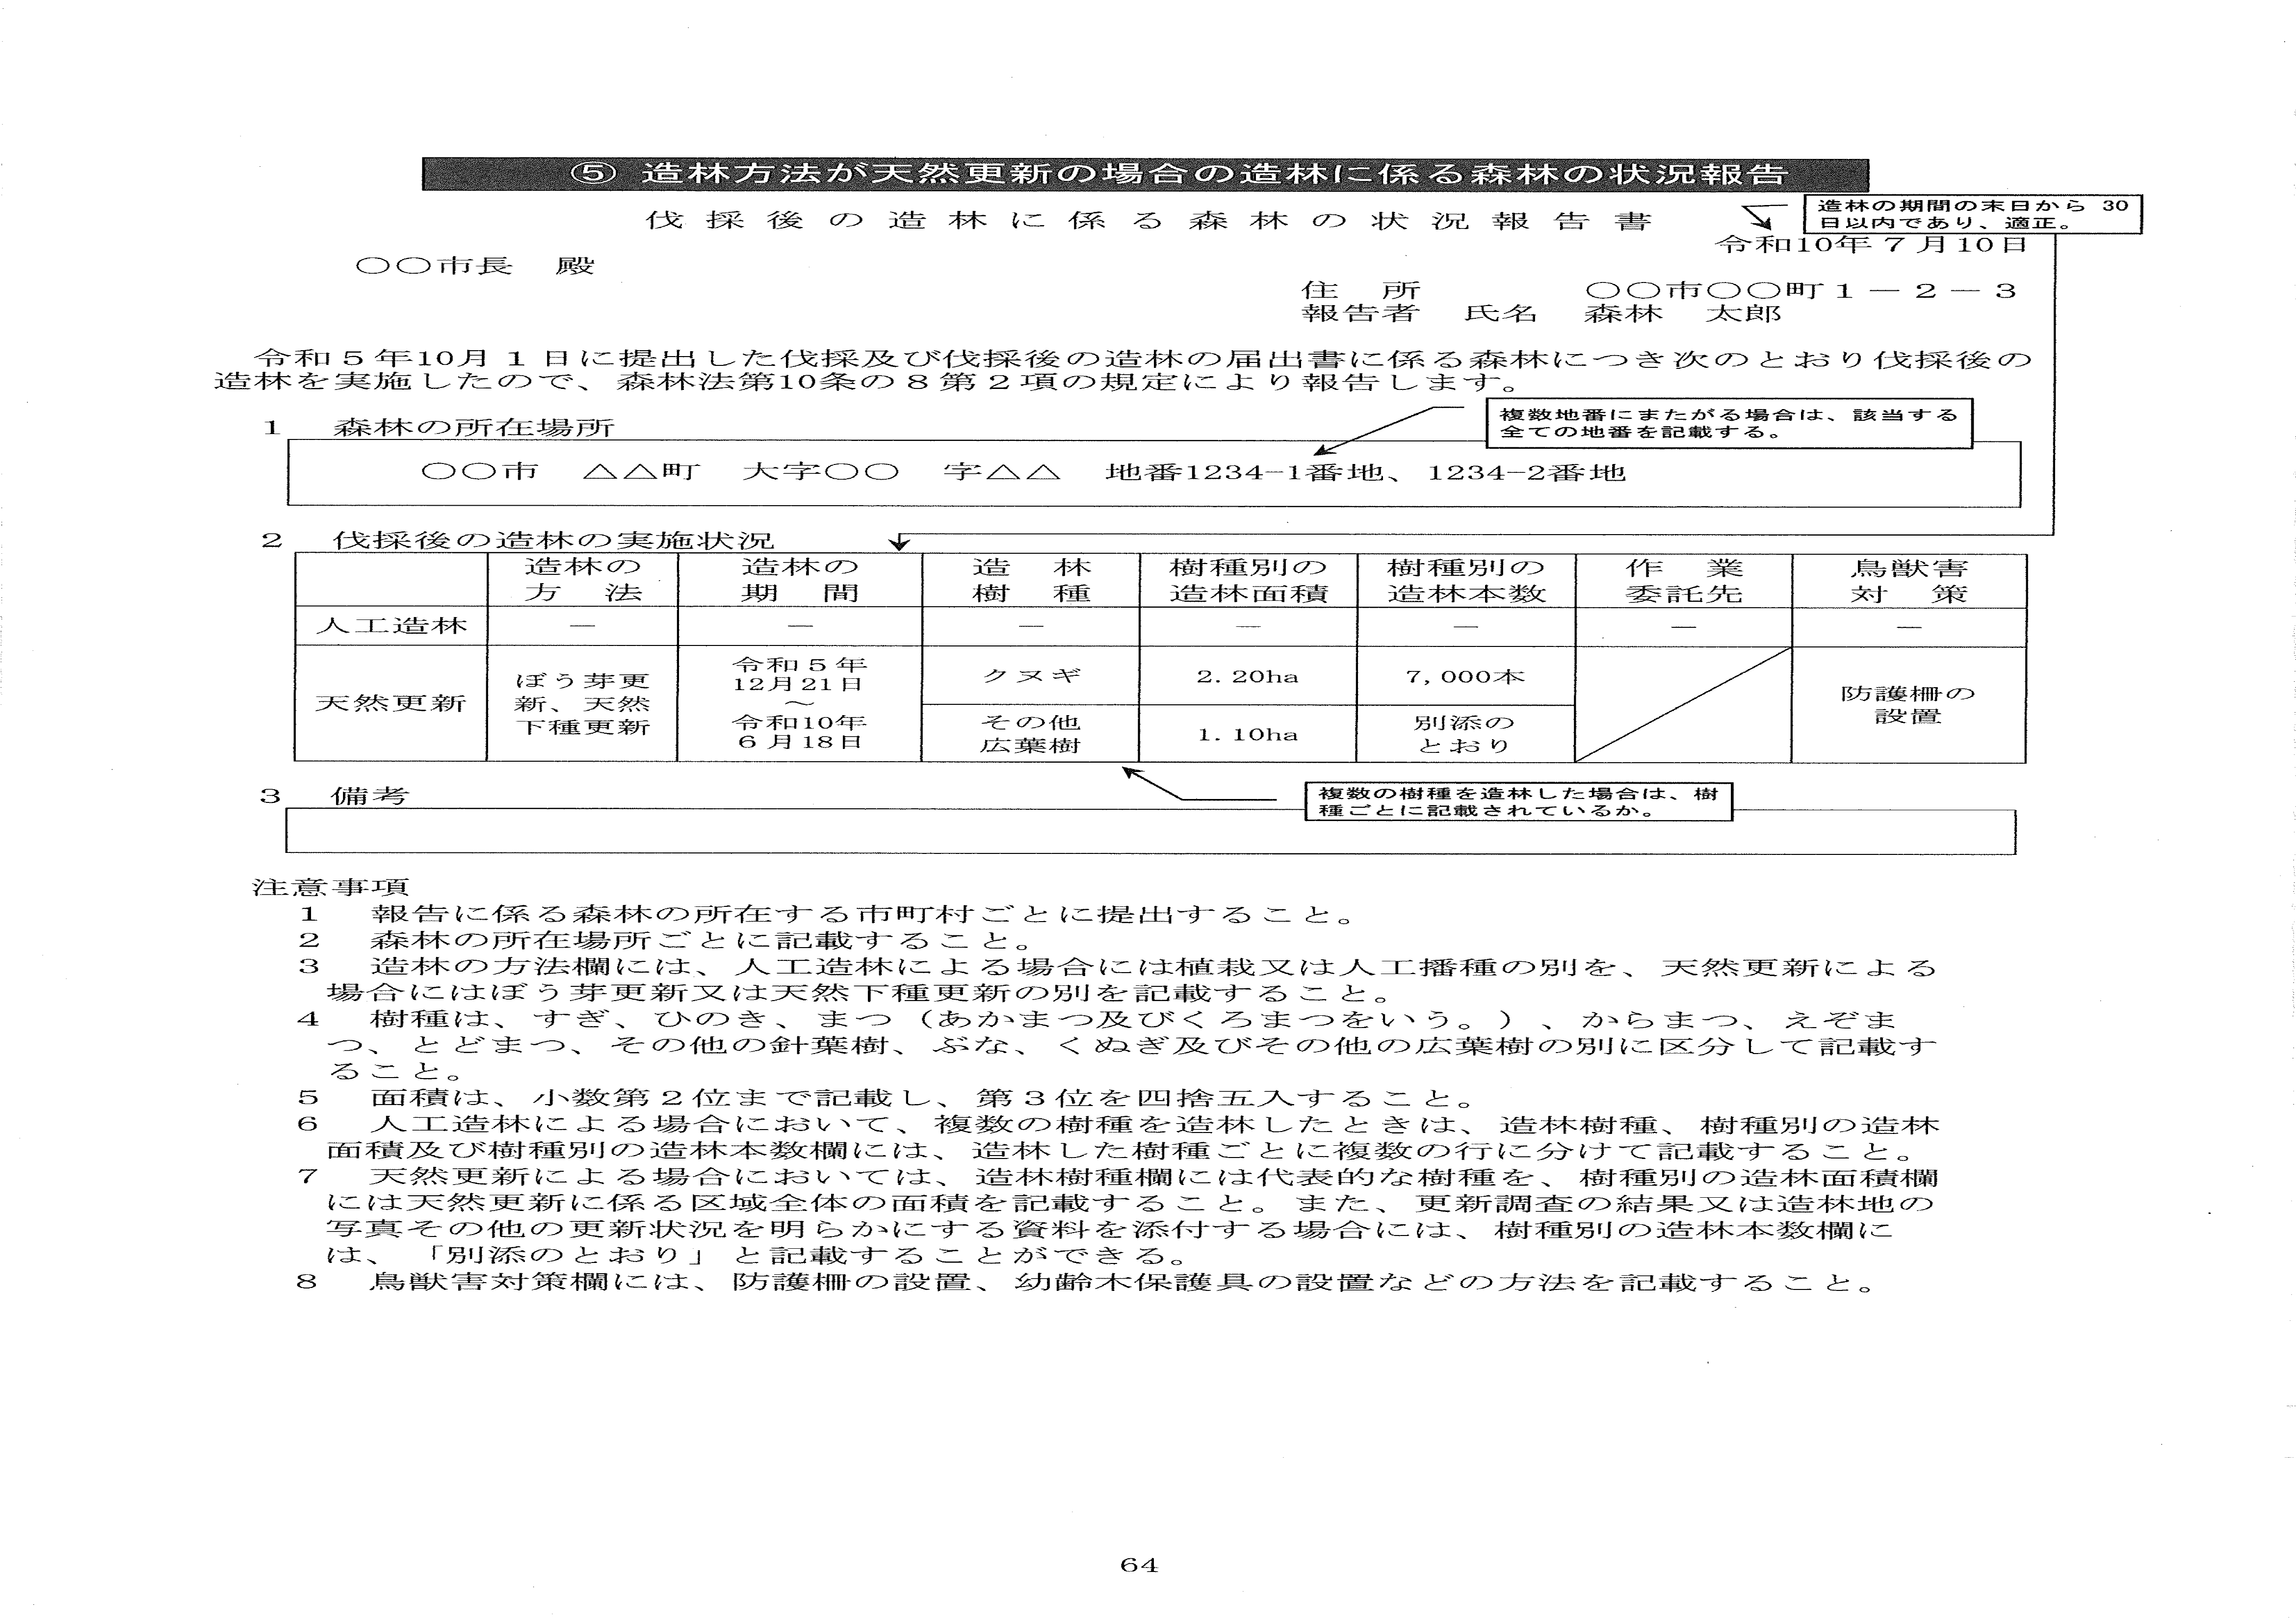 ⑤ 造林方法が天然更新の場合の造林に係る森林の状況報告
伐採後の造林に係る森林の状況報告書
造林の期間の末日から 30
日以内であり、適正。
令和10年７月10日
○○市長　殿
住　所　　　　○○市○○町１－２－３
報告者　氏名　森林　太郎
令和５年10月１日に提出した伐採及び伐採後の造林の届出書に係る森林につき次のとおり伐採後の
造林を実施したので、森林法第10条の８第２項の規定により報告します。
１　森林の所在場所
複数地番にまたがる場合は、該当する
全ての地番を記載する。
○○市　△△町　大字○○　字△△　地番1234-1番地、1234-2番地
２　伐採後の造林の実施状況
造林の　造林の　造　林　樹種別の　樹種別の　作　業　鳥獣害
方　法　期　間　樹　種　造林面積　造林本数　委託先　対　策
人工造林　－　－　－　－　－　－　－
天然更新
ぼう芽更
新、天然
下種更新
令和５年
12月21日
～
令和10年
６月18日
クヌギ　2.20ha　7,000本
その他
広葉樹
1.10ha
別添の
とおり
防護柵の
設置
３　備考
複数の樹種を造林した場合は、樹
種ごとに記載されているか。
注意事項
１　報告に係る森林の所在する市町村ごとに提出すること。
２　森林の所在場所ごとに記載すること。
３　造林の方法欄には、人工造林による場合には植栽又は人工播種の別を、天然更新による
場合にはぼう芽更新又は天然下種更新の別を記載すること。
４　樹種は、すぎ、ひのき、まつ（あかまつ及びくろまつをいう。）、からまつ、えぞま
つ、とどまつ、その他の針葉樹、ぶな、くぬぎ及びその他の広葉樹の別に区分して記載す
ること。
５　面積は、小数第２位まで記載し、第３位を四捨五入すること。
６　人工造林による場合において、複数の樹種を造林したときは、造林樹種、樹種別の造林
面積及び樹種別の造林本数欄には、造林した樹種ごとに複数の行に分けて記載すること。
７　天然更新による場合においては、造林樹種欄には代表的な樹種を、樹種別の造林面積欄
には天然更新に係る区域全体の面積を記載すること。また、更新調査の結果又は造林地の
写真その他の更新状況を明らかにする資料を添付する場合には、樹種別の造林本数欄に
は、「別添のとおり」と記載することができる。
８　鳥獣害対策欄には、防護柵の設置、幼齢木保護具の設置などの方法を記載すること。
64